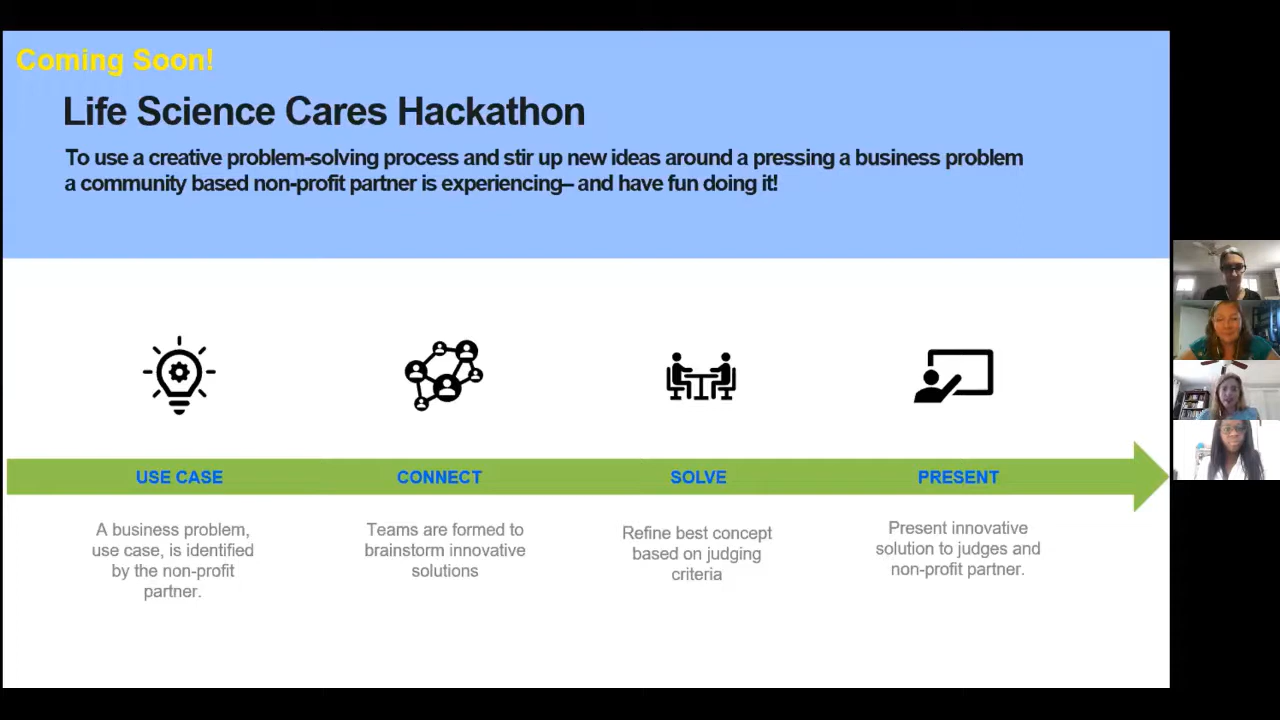 Coming Soon!
Life Science Cares Hackathon
To use a creative problem-solving process and stir up new ideas around a pressing a business problem
a community based non-profit partner is experiencing– and have fun doing it!
USE CASE
CONNECT
SOLVE
PRESENT
A business problem,
use case, is identified
by the non-profit
partner.
Teams are formed to
brainstorm innovative
solutions
Refine best concept
based on judging
criteria
Present innovative
solution to judges and
non-profit partner.